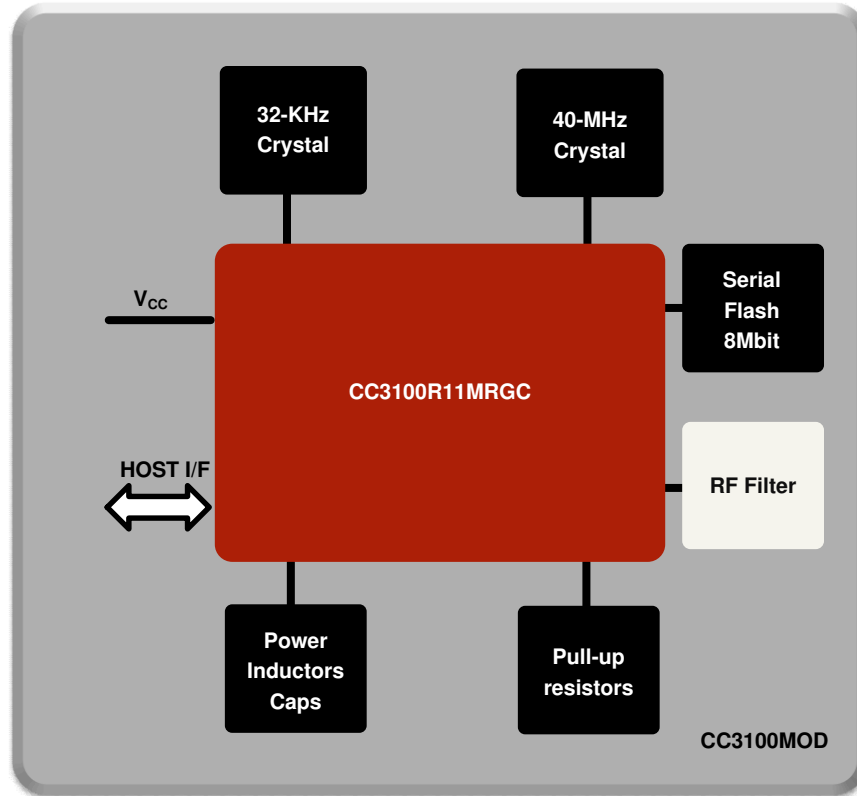 32-KHz
Crystal
40-MHz
Crystal
Serial
Flash
8Mbit
VCC
CC3100R11MRGC
HOST I/F
RF Filter
Power
Inductors
Caps
Pull-up
resistors
CC3100MOD